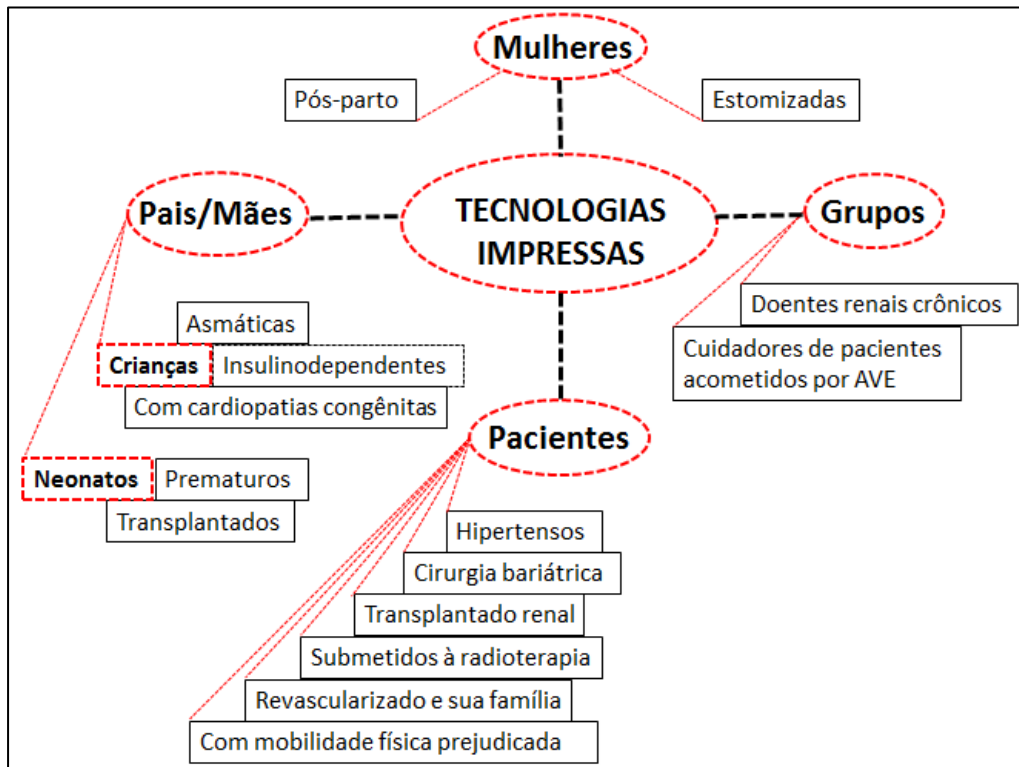 Mulheres
Pós-parto
Estomizadas
Pais/Mães
TECNOLOGIAS
IMPRESSAS
Grupos
Asmáticas
Crianças
Insulinodependentes
Com cardiopatias congênitas
Neonatos
Prematuros
Transplantados
Doentes renais crônicos
Cuidadores de pacientes
acometidos por AVE
Pacientes
Hipertensos
Cirurgia bariátrica
Transplantado renal
Submetidos à radioterapia
Revascularizado e sua família
Com mobilidade física prejudicada